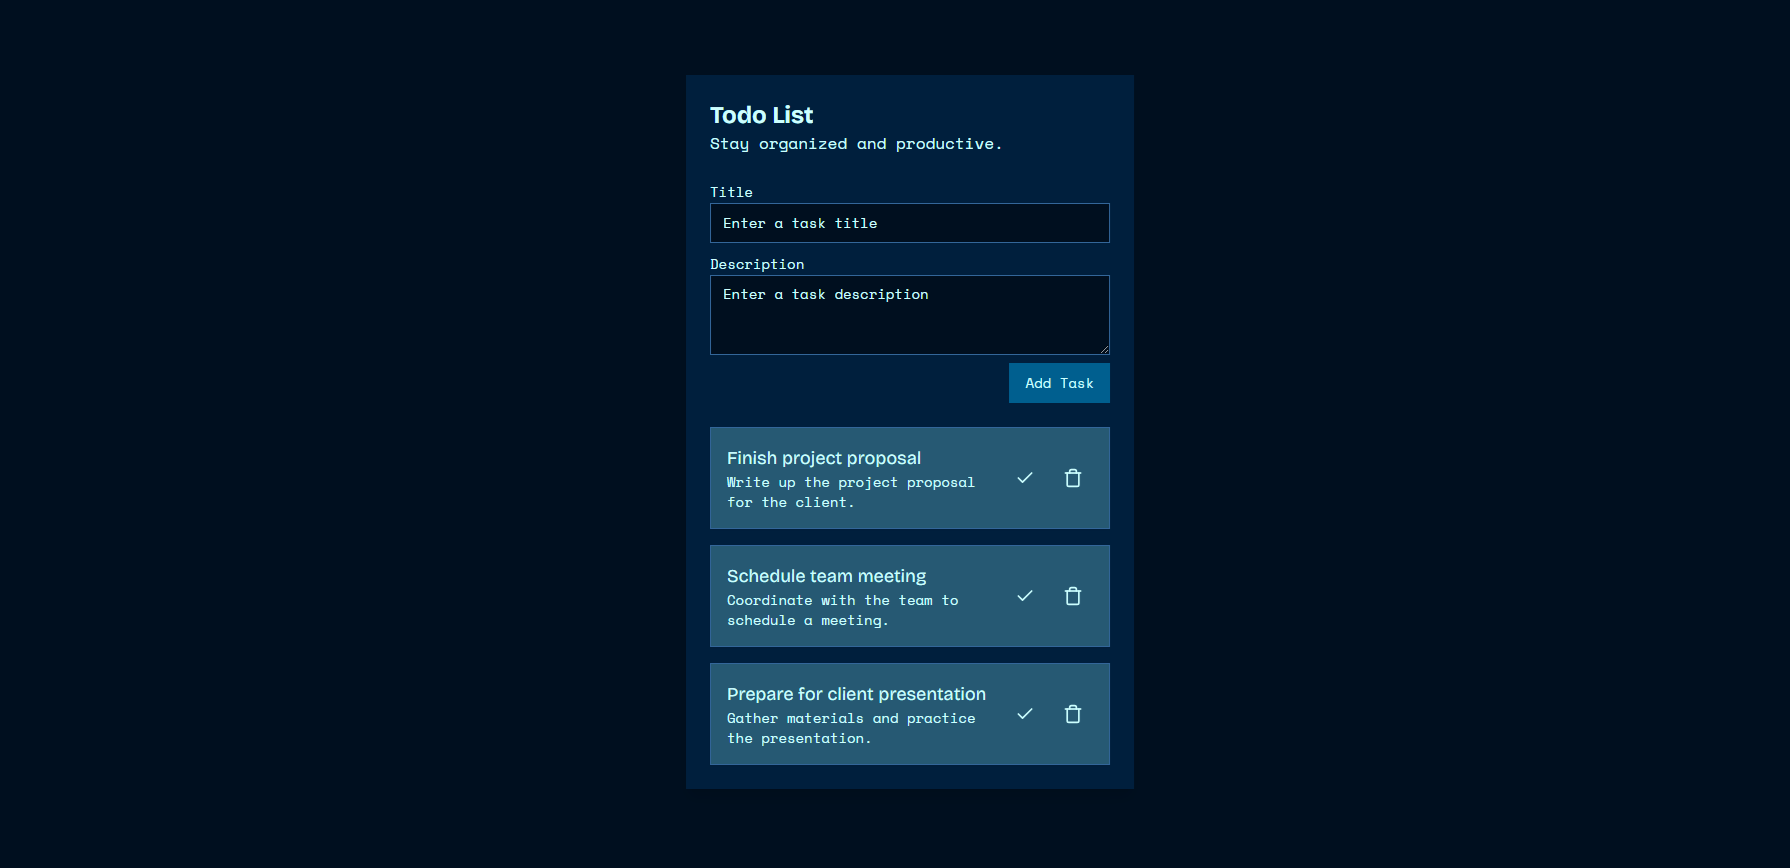 Todo List
Stay organized and productive.
Title
Enter a task title
Description
Enter a task description
Add Task
Finish project proposal
Write up the project proposal
for the client.
Schedule team meeting
Coordinate with the team to
schedule a meeting.
Prepare for client presentation
Gather materials and practice
the presentation.